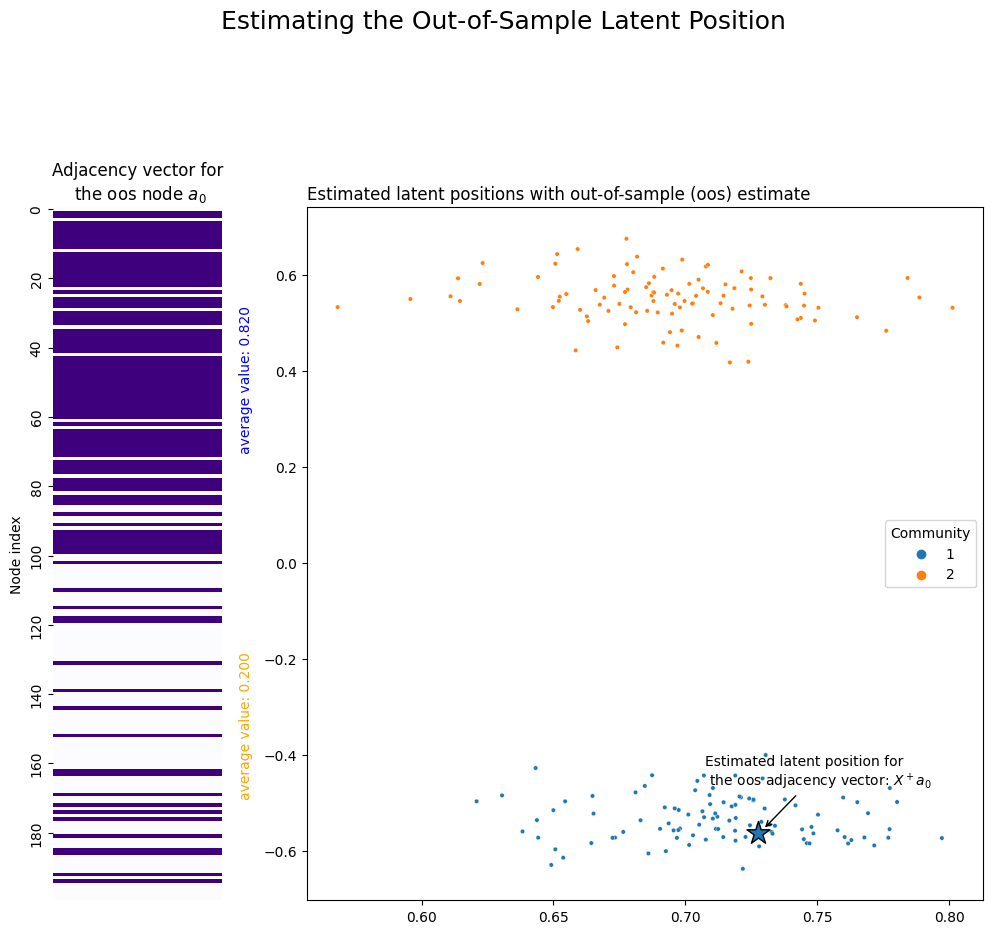 Estimating the Out-of-Sample Latent Position
Adjacency vector for
the oos node $a_0$
Node index
0
20
40
60
80
100
120
140
160
180
average value: 0.820
average value: 0.200
Estimated latent positions with out-of-sample (oos) estimate
0.6
0.4
0.2
0.0
−0.2
−0.4
−0.6
0.60
0.65
0.70
0.75
0.80
Community
1
2
Estimated latent position for
the oos adjacency vector: $X^+a_0$